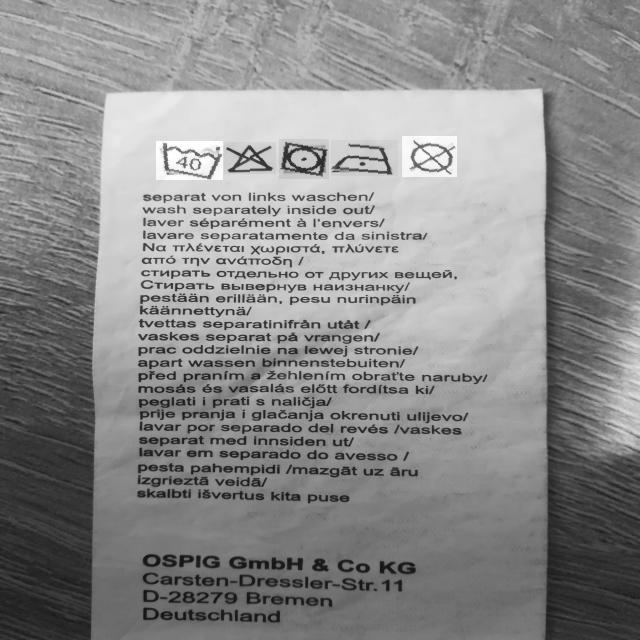 40
separat von links waschen/
wash separately inside out/
laver séparément à l'envers/
lavare separatamente da sinistra/
Να πλένεται χωριστά, πλύνετε
από την ανάποδη /
стирать отдельно от других вещей,
Стирать вывернув наизнанку/
pestään erillään, pesu nurinpäin
käännettynä/
tvettas separatinifrån utåt /
vaskes separat på vrangen/
prac oddzielnie na lewej stronie/
apart wassen binnenstebuiten/
před praním a žehlením obraťte naruby/
mosás és vasalás előtt fordítsa ki/
peglati i prati s naličja/
prije pranja i glačanja okrenuti ulijevo/
lavar por separado del revés /vaskes
separat med innsiden ut/
lavar em separado do avesso /
pesta pahempidi /mazgāt uz āru
izgrieztā veidā/
skalbti išvertus kita puse
OSPIG GmbH & Co KG
Carsten-Dressler-Str.11
D-28279 Bremen
Deutschland